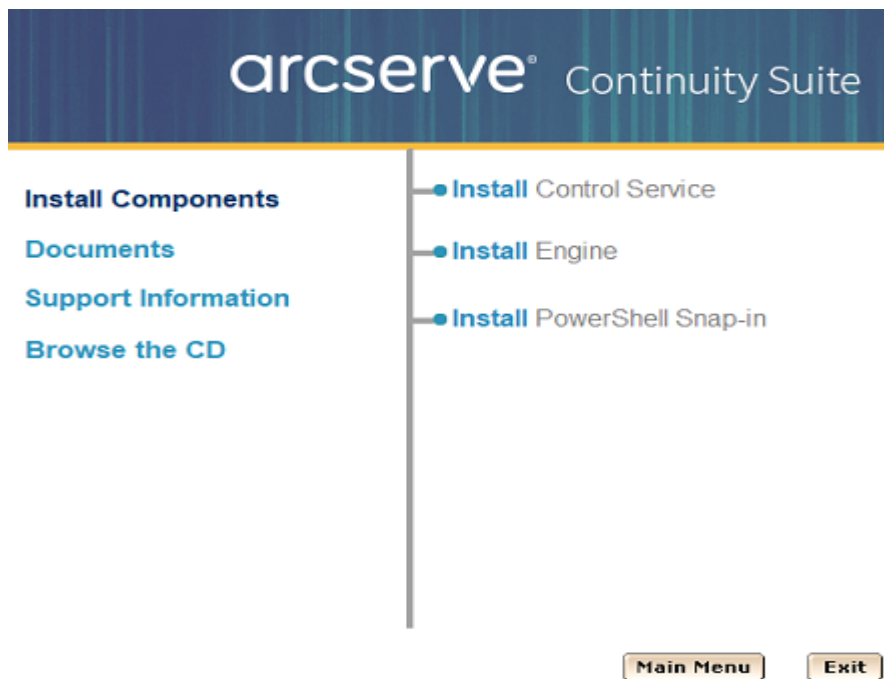 arcserve® Continuity Suite
Install Components
Documents
Support Information
Browse the CD
Install Control Service
Install Engine
Install PowerShell Snap-in
Main Menu
Exit